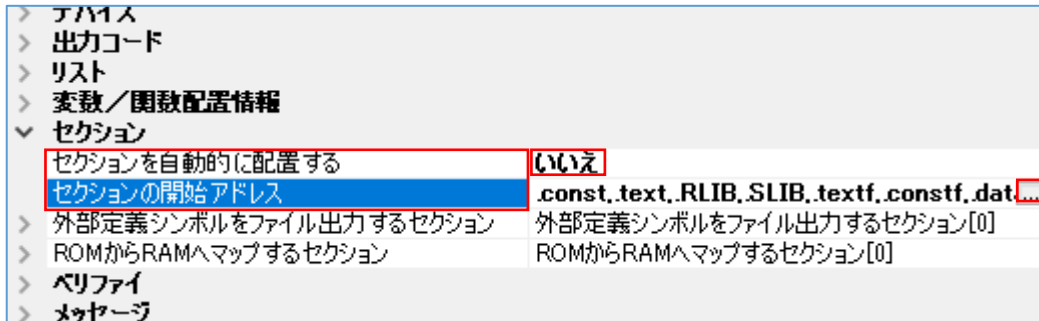 デバイス
出力コード
リスト
変数／関数配置情報
セクション
セクションを自動的に配置する いいえ
セクションの開始アドレス .const,.text,.RLIB,.SLIB,.textf,.constf,.dat...
外部定義シンボルをファイル出力するセクション 外部定義シンボルをファイル出力するセクション[0]
ROMからRAMへマップするセクション ROMからRAMへマップするセクション[0]
ベリファイ
メッセージ